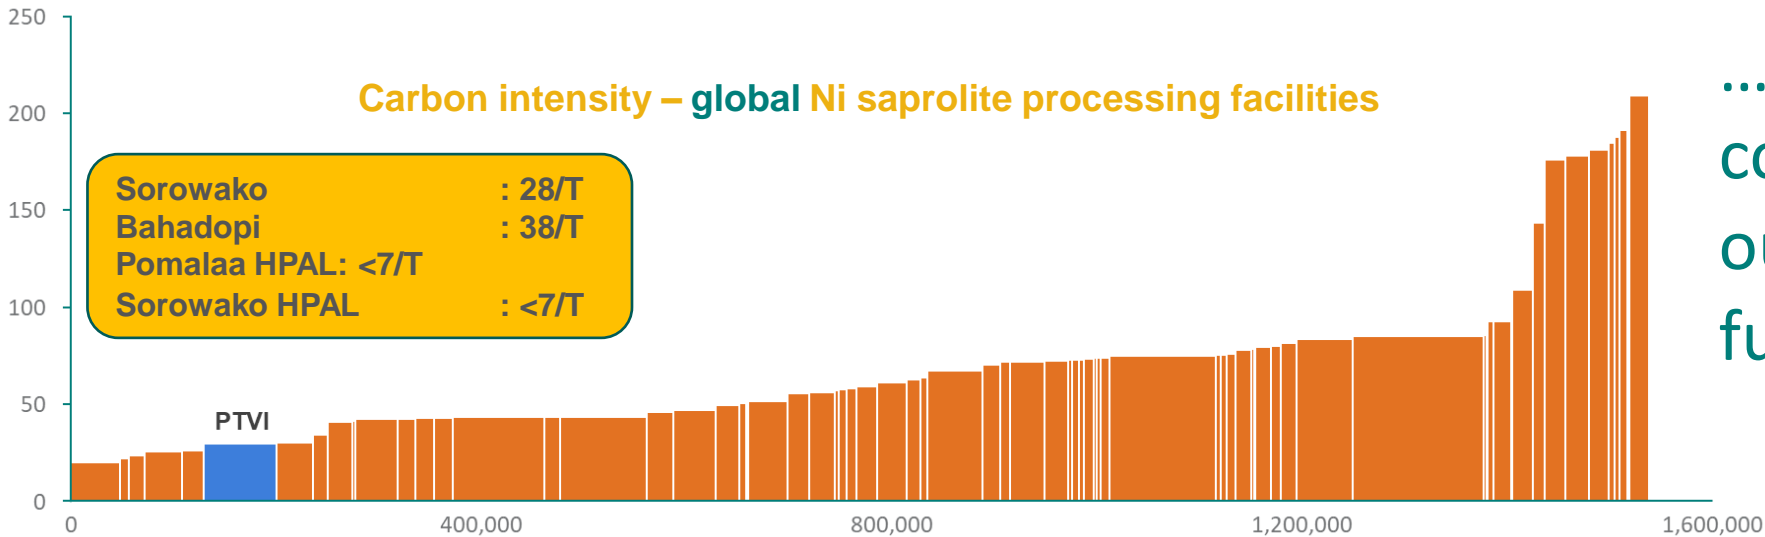 250
Carbon intensity – global Ni saprolite processing facilities
200
Sorowako : 28/T
Bahadopi : 38/T
Pomalaa HPAL: <7/T
Sorowako HPAL : <7/T
150
100
50
PTVI
0
0 400,000 800,000 1,200,000 1,600,000